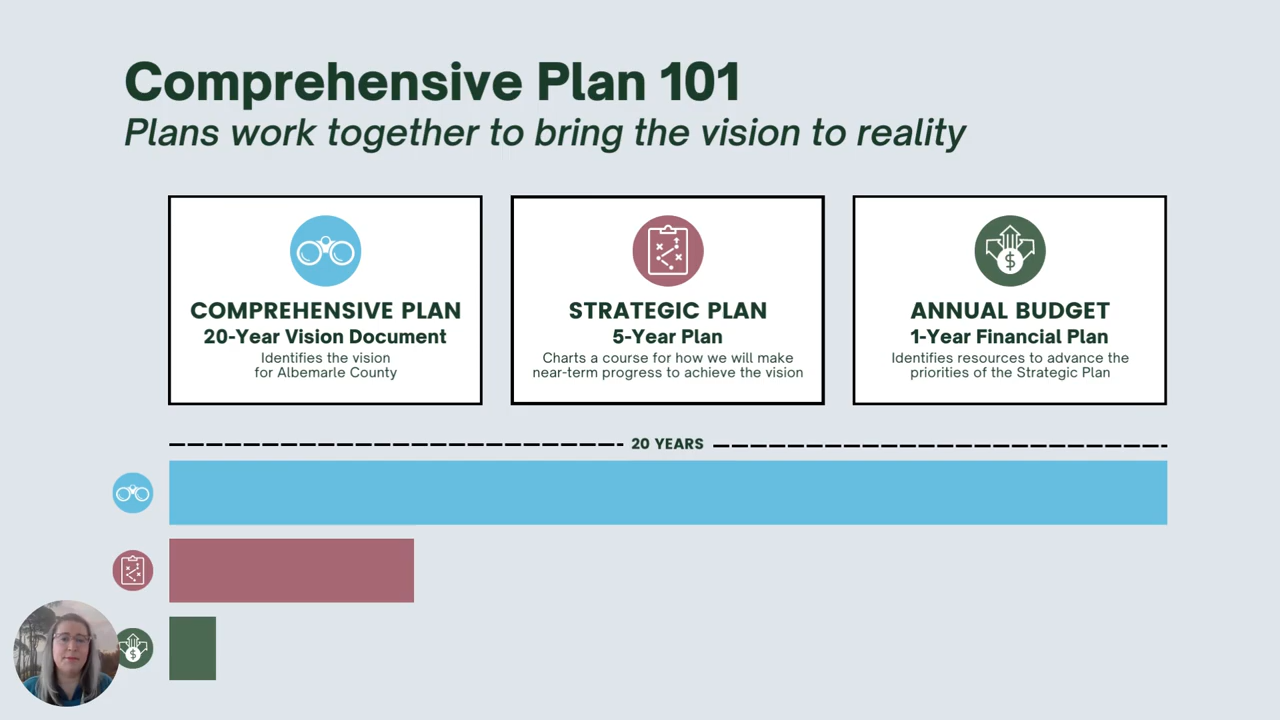 Comprehensive Plan 101
Plans work together to bring the vision to reality
COMPREHENSIVE PLAN
20-Year Vision Document
Identifies the vision
for Albemarle County
STRATEGIC PLAN
5-Year Plan
Charts a course for how we will make
near-term progress to achieve the vision
ANNUAL BUDGET
1-Year Financial Plan
Identifies resources to advance the
priorities of the Strategic Plan
20 YEARS